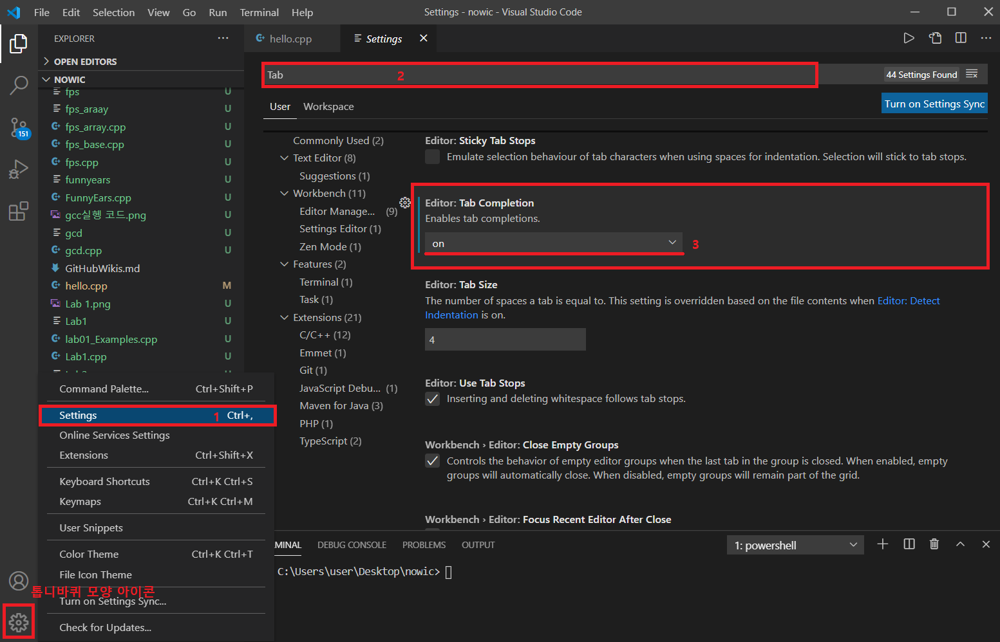 File Edit Selection View Go Run Terminal Help
Settings - nowic - Visual Studio Code
EXPLORER
OPEN EDITORS
NOWIC
fps U
fps_araay U
fps_array.cpp U
fps_base.cpp U
fps.cpp U
funnyears U
FunnyEars.cpp U
gcc실행 코드.png U
gcd U
gcd.cpp U
GitHubWikis.md
hello.cpp M
Lab 1.png U
Lab1 U
lab01_Examples.cpp U
Lab1.cpp U
151
Command Palette... Ctrl+Shift+P
Settings 1 Ctrl+,
Online Services Settings
Extensions Ctrl+Shift+X
Keyboard Shortcuts Ctrl+K Ctrl+S
Keymaps Ctrl+K Ctrl+M
User Snippets
Color Theme Ctrl+K Ctrl+T
File Icon Theme
톱니바퀴 모양 아이콘
Turn on Settings Sync...
Check for Updates...
hello.cpp Settings
Tab 2
44 Settings Found
User Workspace
Turn on Settings Sync
Commonly Used (2)
Text Editor (8)
Suggestions (1)
Workbench (11)
Editor Manage... (9)
Settings Editor (1)
Zen Mode (1)
Features (2)
Terminal (1)
Task (1)
Extensions (21)
C/C++ (12)
Emmet (1)
Git (1)
JavaScript Debu... (1)
Maven for Java (3)
PHP (1)
TypeScript (2)
Editor: Sticky Tab Stops
Emulate selection behaviour of tab characters when using spaces for indentation. Selection will stick to tab stops.
Editor: Tab Completion
Enables tab completions.
on 3
Editor: Tab Size
The number of spaces a tab is equal to. This setting is overridden based on the file contents when Editor: Detect
Indentation is on.
4
Editor: Use Tab Stops
Inserting and deleting whitespace follows tab stops.
Workbench › Editor: Close Empty Groups
Controls the behavior of empty editor groups when the last tab in the group is closed. When enabled, empty
groups will automatically close. When disabled, empty groups will remain part of the grid.
Workbench › Editor: Focus Recent Editor After Close
MINAL DEBUG CONSOLE PROBLEMS OUTPUT
1: powershell
C:\Users\user\Desktop\nowic>